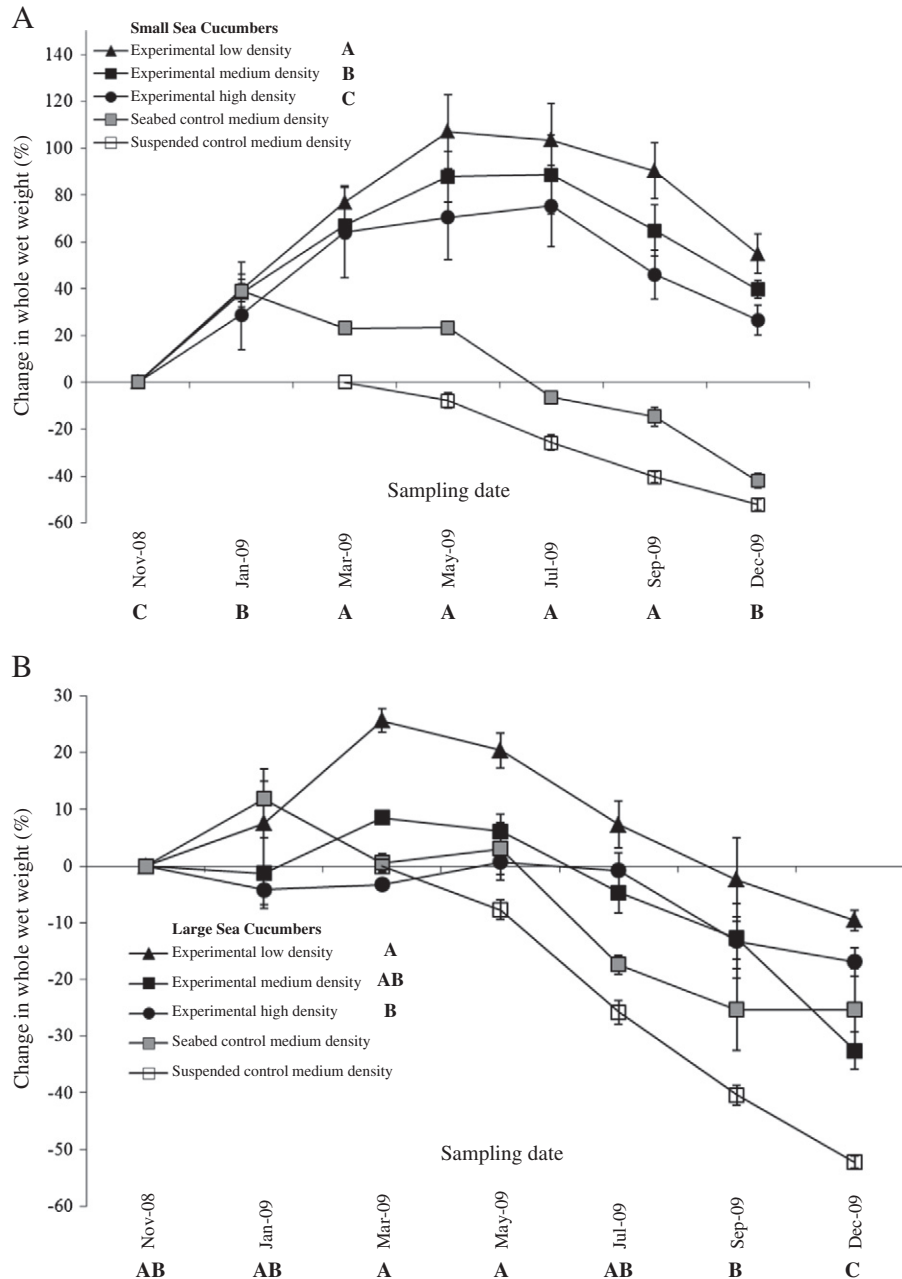 A
Small Sea Cucumbers
Experimental low density A
Experimental medium density B
Experimental high density C
Seabed control medium density
Suspended control medium density
Change in whole wet weight (%)
140
120
100
80
60
40
20
0
-20
-40
-60
Sampling date
Nov-08 Jan-09 Mar-09 May-09 Jul-09 Sep-09 Dec-09
C B A A A A B
B
30
20
10
0
-10
-20
-30
-40
-50
-60
Change in whole wet weight (%)
Large Sea Cucumbers
Experimental low density A
Experimental medium density AB
Experimental high density B
Seabed control medium density
Suspended control medium density
Sampling date
Nov-08 Jan-09 Mar-09 May-09 Jul-09 Sep-09 Dec-09
AB AB A A AB B C